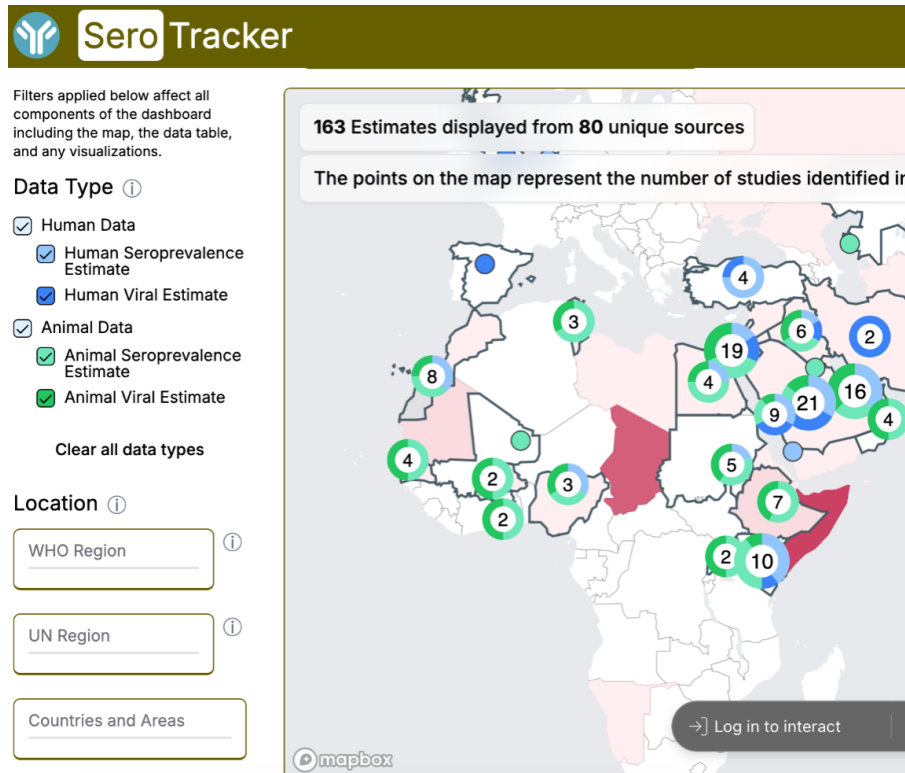 Sero Tracker
Filters applied below affect all
components of the dashboard
including the map, the data table,
and any visualizations.
Data Type
Human Data
Human Seroprevalence
Estimate
Human Viral Estimate
Animal Data
Animal Seroprevalence
Estimate
Animal Viral Estimate
Clear all data types
Location
WHO Region
UN Region
Countries and Areas
163 Estimates displayed from 80 unique sources
The points on the map represent the number of studies identified in
4
3
6
2
19
8
4
21
16
9
4
4
2
3
5
7
2
2
10
Log in to interact
mapbox